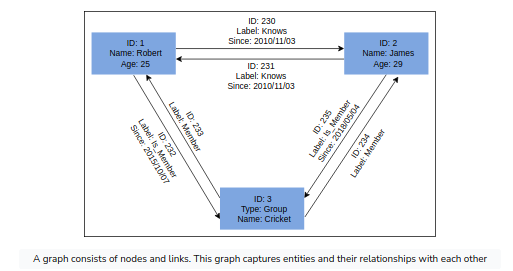 ID: 230
Label: Knows
Since: 2010/11/03
ID: 1
Name: Robert
Age: 25
ID: 2
Name: James
Age: 29
ID: 231
Label: Knows
Since: 2010/11/03
ID: 232
Label: Is_Member
Since: 2015/10/07
ID: 233
Label: Member
ID: 235
Label: Is_Member
Since: 2018/05/04
ID: 234
Label: Member
ID: 3
Type: Group
Name: Cricket
A graph consists of nodes and links. This graph captures entities and their relationships with each other